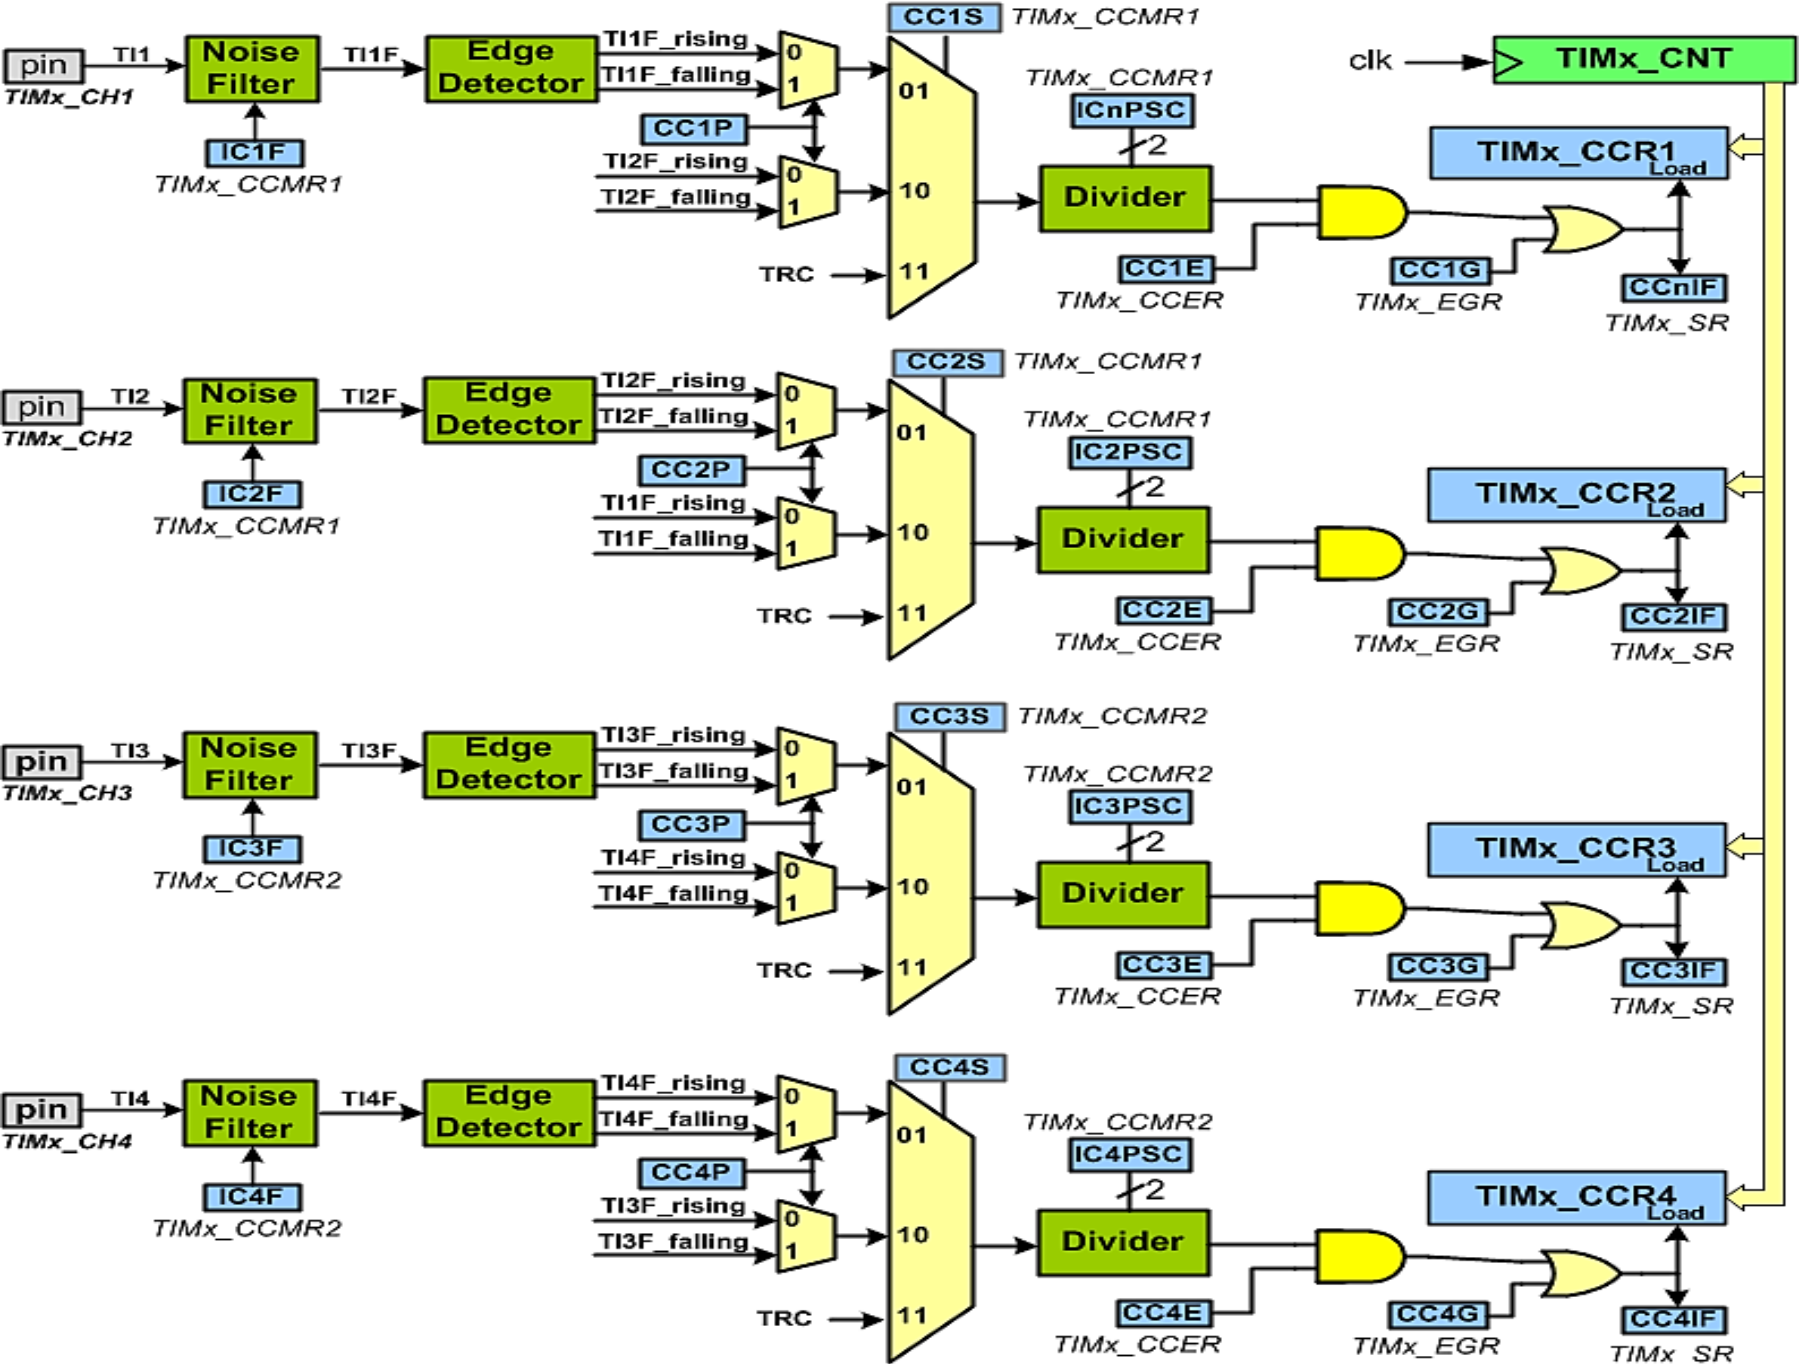 CC1S TIMx_CCMR1
pin TI1 Noise Filter TI1F Edge Detector TI1F_rising 0
TI1F_falling 1
TIMx_CH1
IC1F
TIMx_CCMR1
CC1P
TI2F_rising 0
TI2F_falling 1
01
10
TRC 11
TIMx_CCMR1
ICnPSC
2
Divider
CC1E
TIMx_CCER
CC1G
TIMx_EGR
clk TIMx_CNT
TIMx_CCR1
Load
CCnIF
TIMx_SR
CC2S TIMx_CCMR1
pin TI2 Noise Filter TI2F Edge Detector TI2F_rising 0
TI2F_falling 1
TIMx_CH2
IC2F
TIMx_CCMR1
CC2P
TI1F_rising 0
TI1F_falling 1
01
10
TRC 11
TIMx_CCMR1
IC2PSC
2
Divider
CC2E
TIMx_CCER
CC2G
TIMx_EGR
TIMx_CCR2
Load
CC2IF
TIMx_SR
CC3S TIMx_CCMR2
pin TI3 Noise Filter TI3F Edge Detector TI3F_rising 0
TI3F_falling 1
TIMx_CH3
IC3F
TIMx_CCMR2
CC3P
TI4F_rising 0
TI4F_falling 1
01
10
TRC 11
TIMx_CCMR2
IC3PSC
2
Divider
CC3E
TIMx_CCER
CC3G
TIMx_EGR
TIMx_CCR3
Load
CC3IF
TIMx_SR
CC4S
pin TI4 Noise Filter TI4F Edge Detector TI4F_rising 0
TI4F_falling 1
TIMx_CH4
IC4F
TIMx_CCMR2
CC4P
TI3F_rising 0
TI3F_falling 1
01
10
TRC 11
TIMx_CCMR2
IC4PSC
2
Divider
CC4E
TIMx_CCER
CC4G
TIMx_EGR
TIMx_CCR4
Load
CC4IF
TIMx_SR